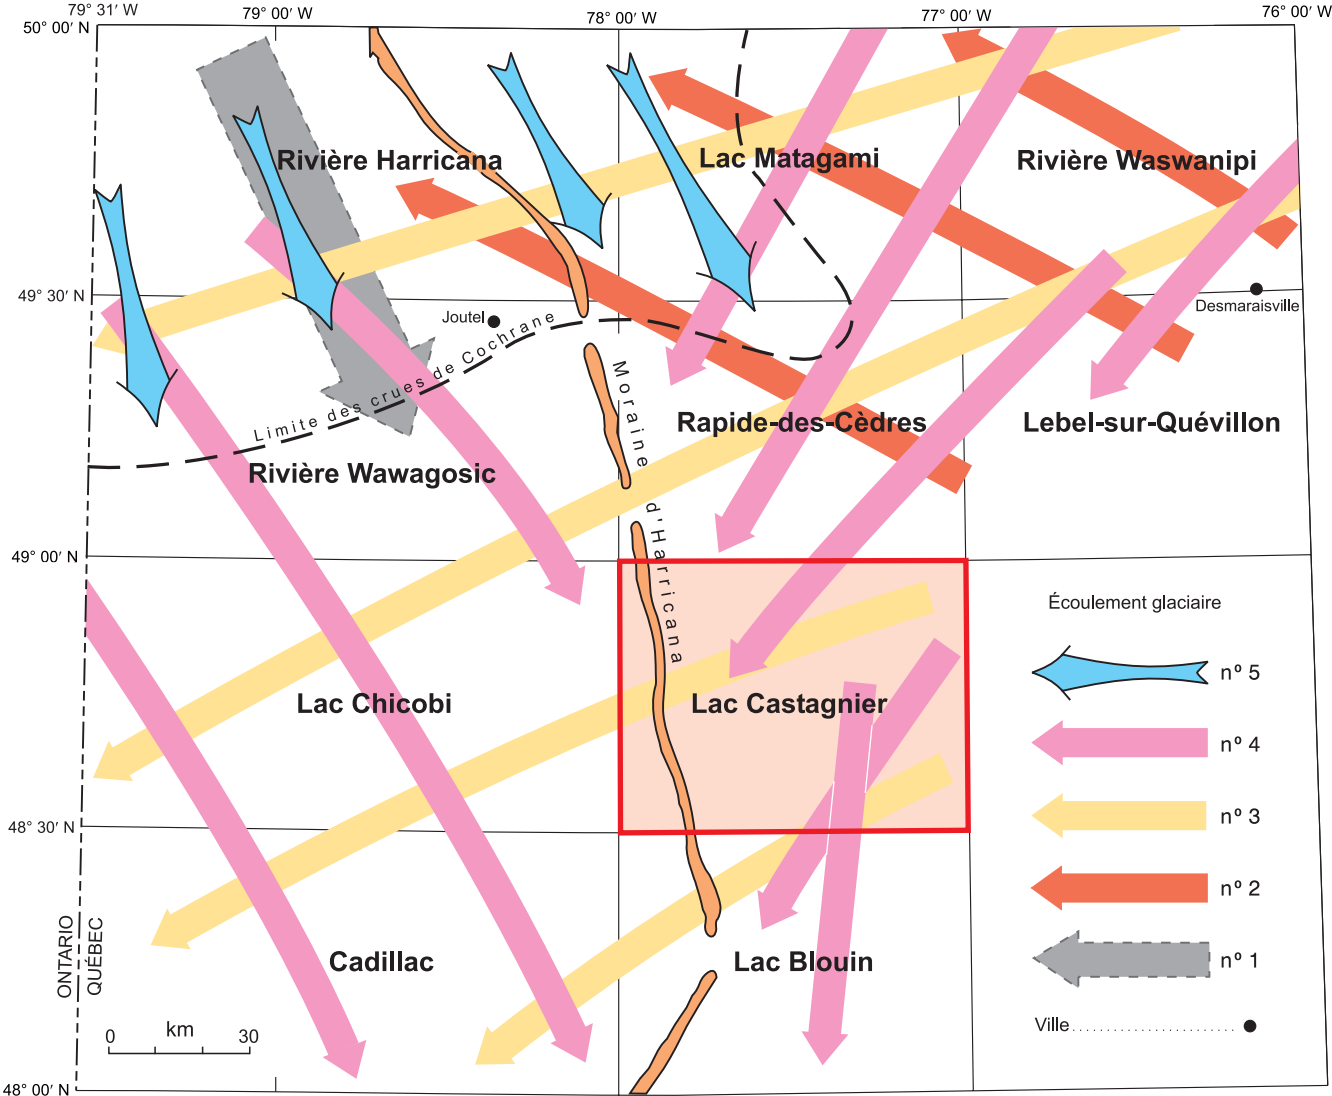 79° 31′ W
79° 00′ W
78° 00′ W
77° 00′ W
76° 00′ W
50° 00′ N
Rivière Harricana
Lac Matagami
Rivière Waswanipi
49° 30′ N
Joutel
Desmaraisville
Limite des crues de Cochrane
Moraine d'Harricana
Rapide-des-Cèdres
Lebel-sur-Quévillon
Rivière Wawagosic
49° 00′ N
Écoulement glaciaire
nº 5
Lac Chicobi
Lac Castagnier
nº 4
nº 3
48° 30′ N
nº 2
ONTARIO
QUÉBEC
Cadillac
Lac Blouin
nº 1
0 km 30
Ville
48° 00′ N